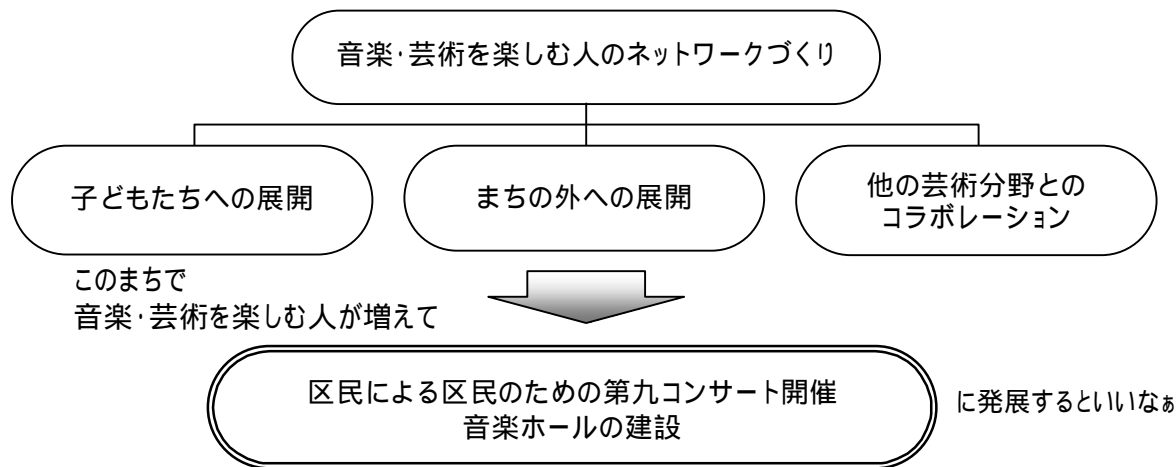 音楽・芸術を楽しむ人のネットワークづくり
子どもたちへの展開
まちの外への展開
他の芸術分野との
コラボレーション
このまちで
音楽・芸術を楽しむ人が増えて
区民による区民のための第九コンサート開催
音楽ホールの建設
に発展するといいなぁ